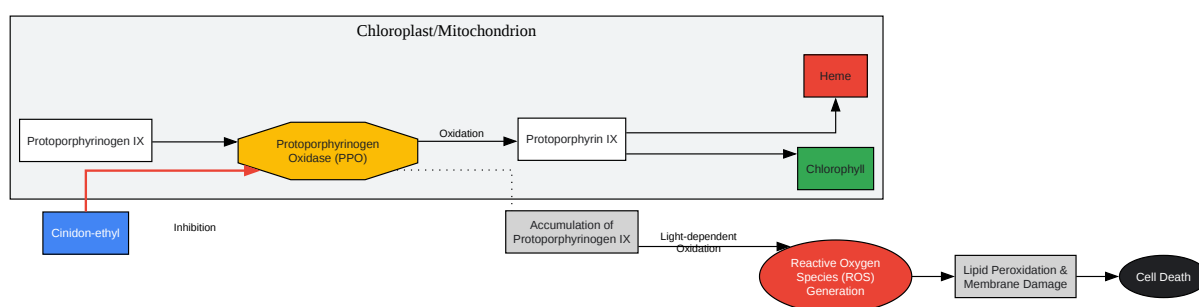 Chloroplast/Mitochondrion
Heme
Protoporphyrinogen IX
Protoporphyrinogen
Oxidase (PPO)
Oxidation
Protoporphyrin IX
Chlorophyll
Cinidon-ethyl
Inhibition
Accumulation of
Protoporphyrinogen IX
Light-dependent
Oxidation
Reactive Oxygen
Species (ROS)
Generation
Lipid Peroxidation &
Membrane Damage
Cell Death